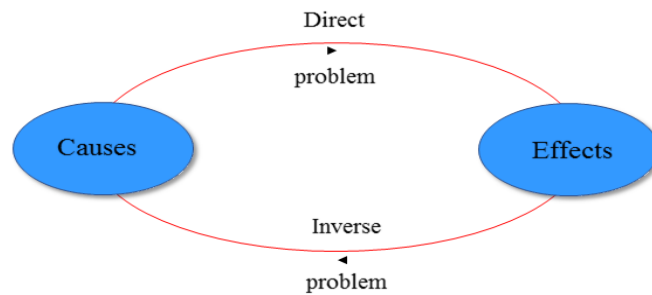 Direct
problem
Causes
Effects
Inverse
problem